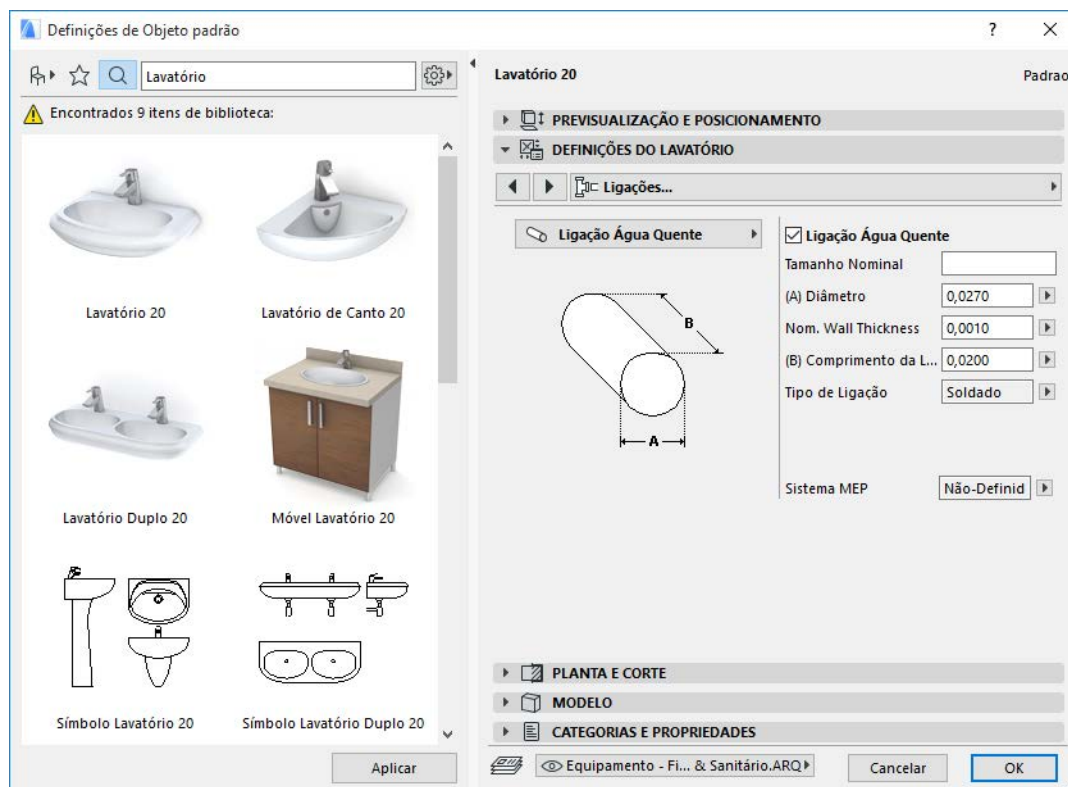 Definições de Objeto padrão
?
Lavatório
Encontrados 9 itens de biblioteca:
Lavatório 20
Lavatório de Canto 20
Lavatório Duplo 20
Móvel Lavatório 20
Símbolo Lavatório 20
Símbolo Lavatório Duplo 20
Aplicar
Lavatório 20
Padrao
PREVISUALIZAÇÃO E POSICIONAMENTO
DEFINIÇÕES DO LAVATÓRIO
Ligações...
Ligação Água Quente
B
A
Ligação Água Quente
Tamanho Nominal
(A) Diâmetro 0,0270
Nom. Wall Thickness 0,0010
(B) Comprimento da L... 0,0200
Tipo de Ligação Soldado
Sistema MEP Não-Definid
PLANTA E CORTE
MODELO
CATEGORIAS E PROPRIEDADES
Equipamento - Fi... & Sanitário.ARQ
Cancelar
OK